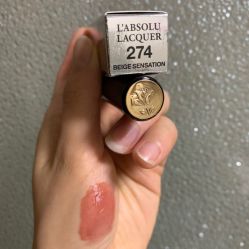 L'ABSOLU
LACQUER
274
BEIGE SENSATION